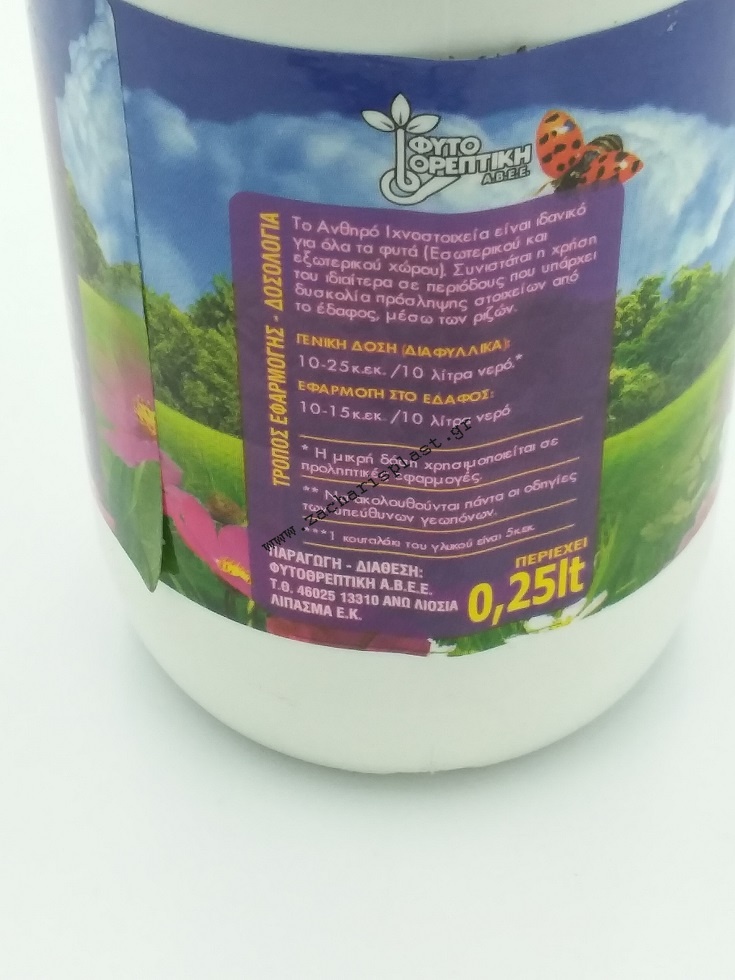 ΦΥΤΟ
ΘΡΕΠΤΙΚΗ
Α.Β.Ε.Ε.
ΤΡΟΠΟΣ ΕΦΑΡΜΟΓΗΣ - ΔΟΣΟΛΟΓΙΑ
Το Ανθηρό Ιχνοστοιχεία είναι ιδανικό
για όλα τα φυτά (Εσωτερικού και
εξωτερικού χώρου). Συνιστάται η χρήση
του ιδιαίτερα σε περιόδους που υπάρχει
δυσκολία πρόσληψης στοιχείων από
το έδαφος, μέσω των ριζών.
ΓΕΝΙΚΗ ΔΟΣΗ (ΔΙΑΦΥΛΛΙΚΑ):
10-25κ.εκ. /10 λίτρα νερό.*
ΕΦΑΡΜΟΓΗ ΣΤΟ ΕΔΑΦΟΣ:
10-15κ.εκ. /10 λίτρα νερό
* Η μικρή δόση χρησιμοποιείται σε
προληπτικές εφαρμογές.
** Να ακολουθούνται πάντα οι οδηγίες
των υπεύθυνων γεωπόνων.
***1 κουταλάκι του γλυκού είναι 5κεκ.
www.zacharisplast.gr
ΠΑΡΑΓΩΓΗ - ΔΙΑΘΕΣΗ:
ΦΥΤΟΘΡΕΠΤΙΚΗ Α.Β.Ε.Ε.
Τ.Θ. 46025 13310 ΑΝΩ ΛΙΟΣΙΑ
ΛΙΠΑΣΜΑ Ε.Κ.
ΠΕΡΙΕΧΕΙ
0,25lt